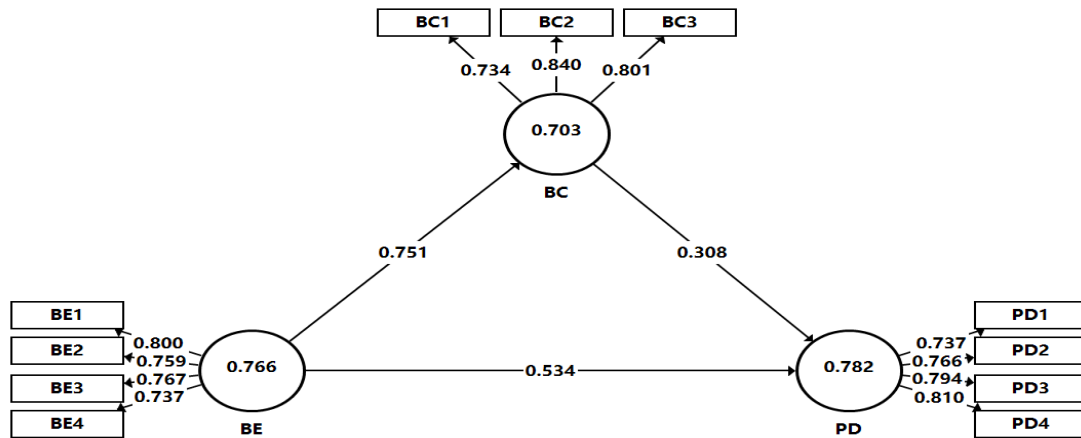 BC1 BC2 BC3
0.734 0.840 0.801
0.703
BC
0.751 0.308
BE1
BE2
BE3
BE4
0.800
0.759
0.767
0.737
0.766
BE
0.534
0.782
PD
0.737
0.766
0.794
0.810
PD1
PD2
PD3
PD4